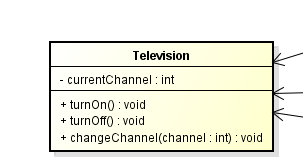 Television
- currentChannel : int
+ turnOn() : void
+ turnOff() : void
+ changeChannel(channel : int) : void